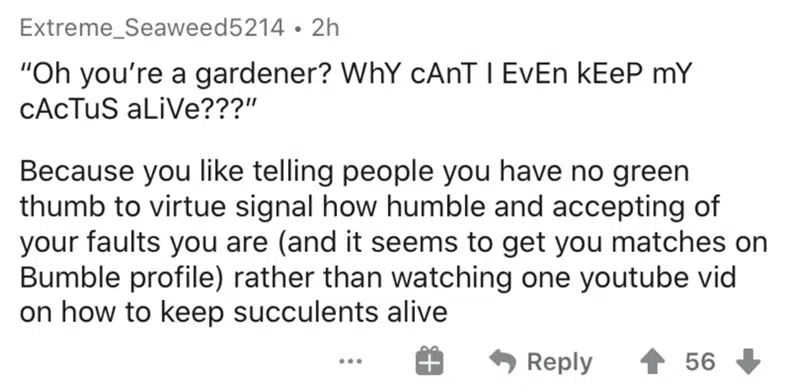 Extreme_Seaweed5214 • 2h
“Oh you’re a gardener? WhY cAnT I EvEn kEeP mY
cAcTuS aLiVe???”
Because you like telling people you have no green
thumb to virtue signal how humble and accepting of
your faults you are (and it seems to get you matches on
Bumble profile) rather than watching one youtube vid
on how to keep succulents alive
... Reply 56